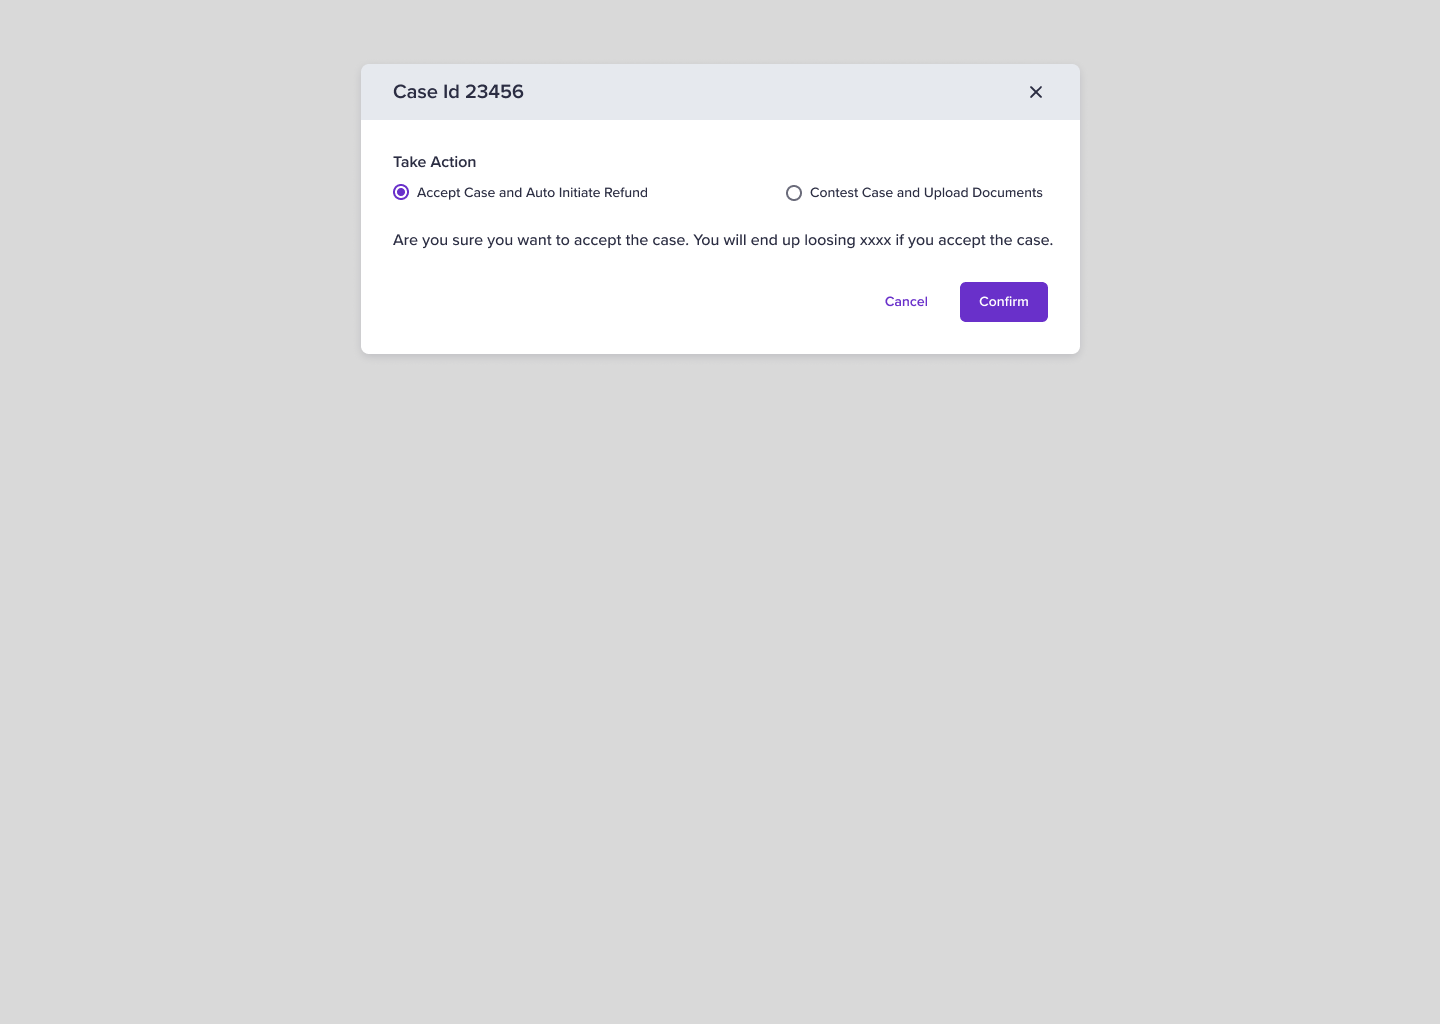 Case Id 23456
Take Action
Accept Case and Auto Initiate Refund
Contest Case and Upload Documents
Are you sure you want to accept the case. You will end up loosing xxxx if you accept the case.
Cancel
Confirm